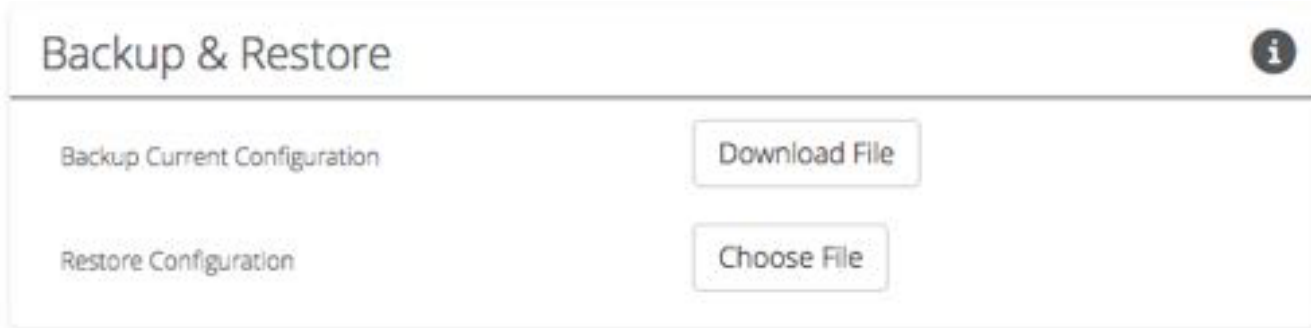 Backup & Restore
Backup Current Configuration
Download File
Restore Configuration
Choose File